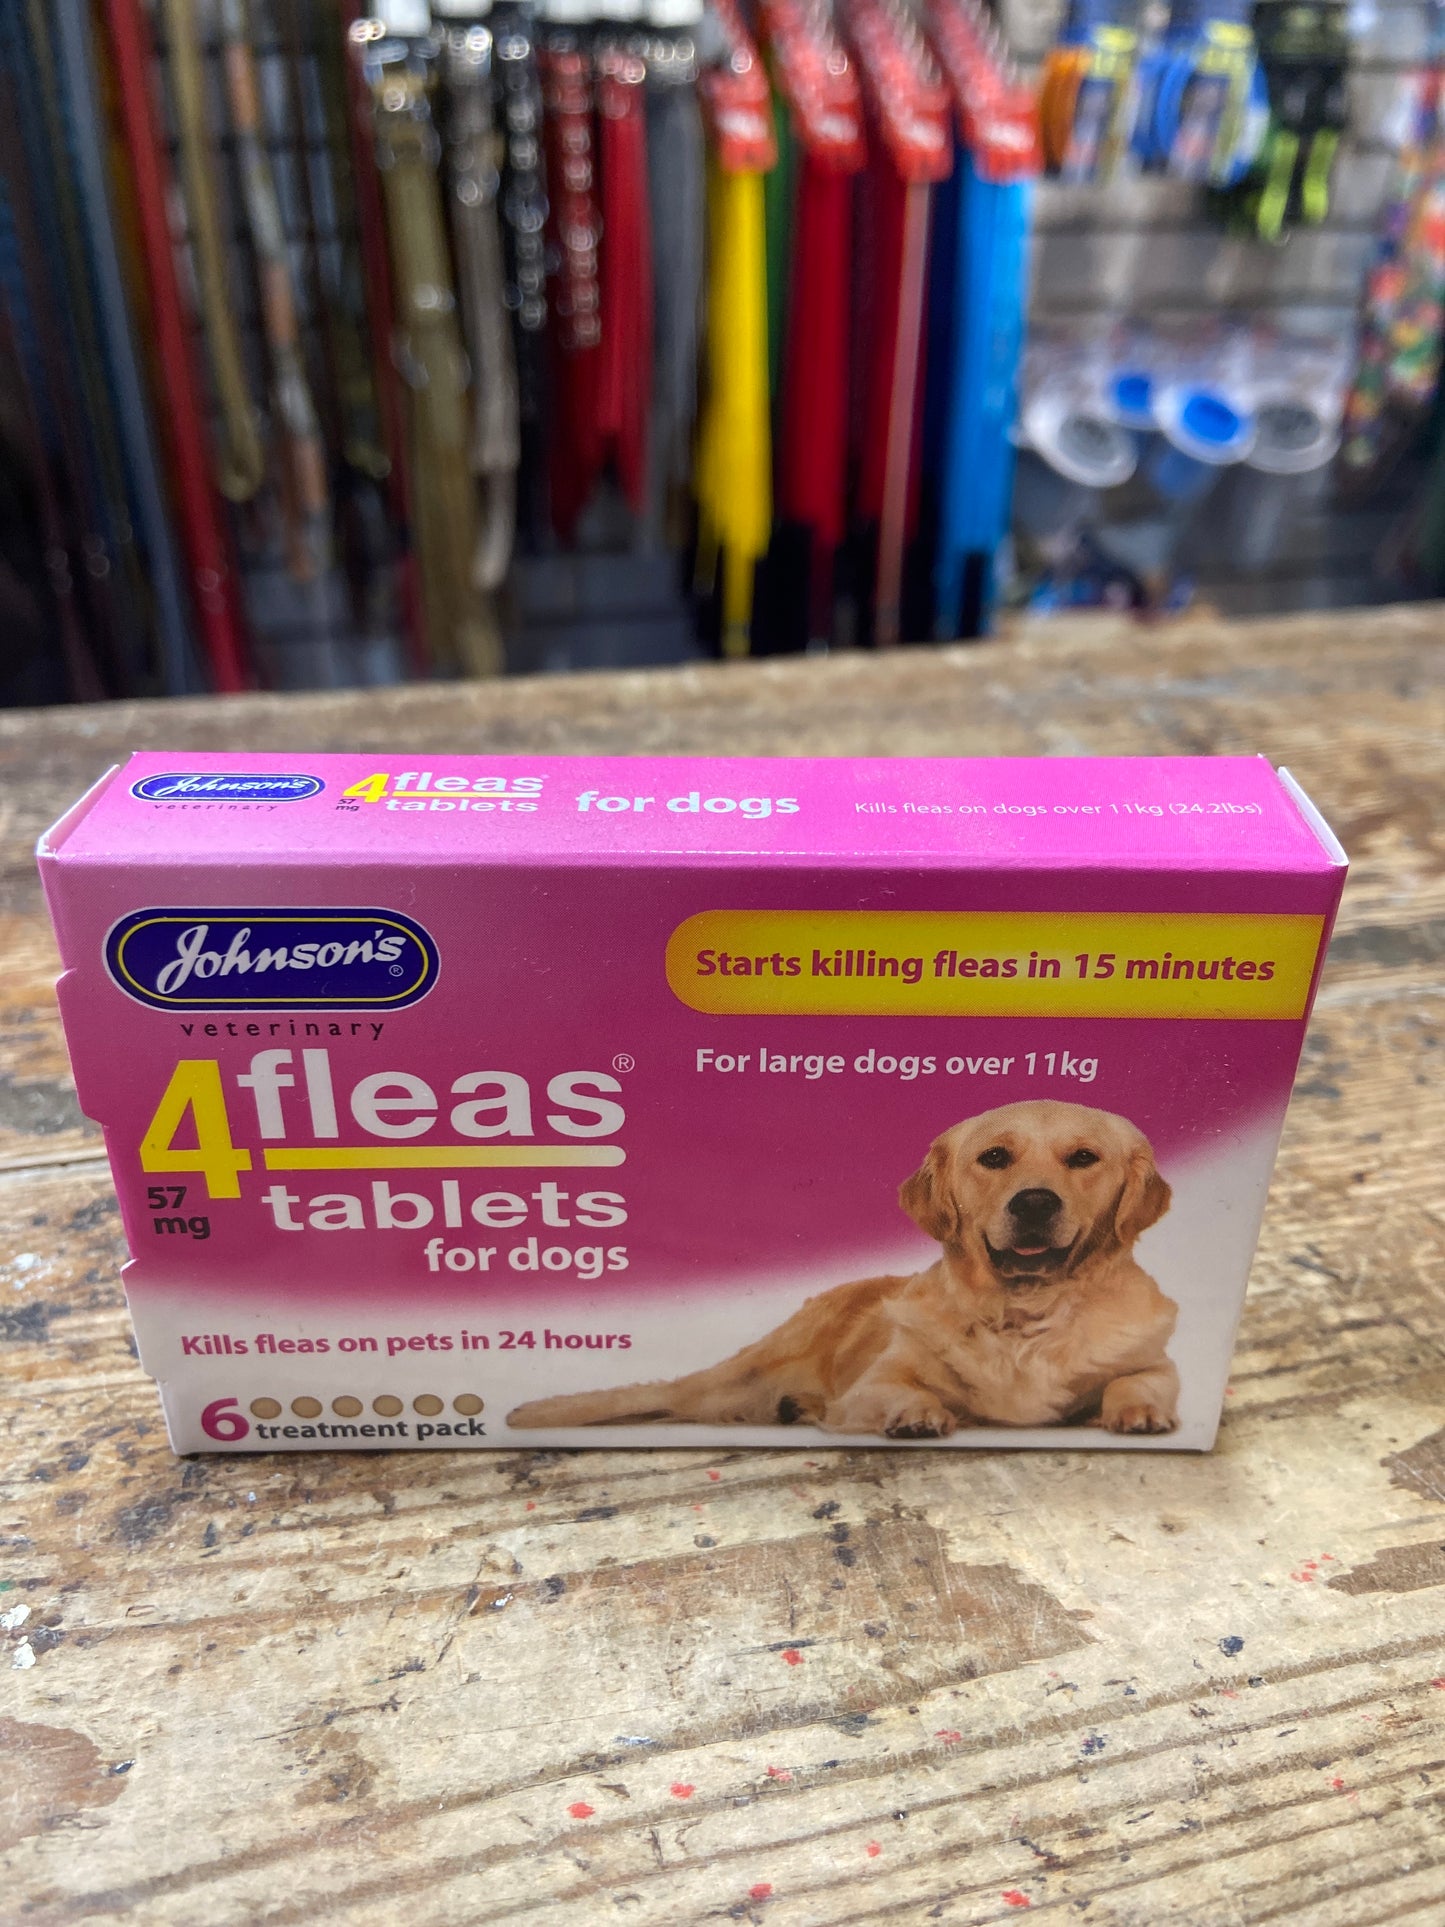 Johnson's
veterinary
4fleas
57 mg
tablets
for dogs
Kills fleas on dogs over 11kg (24.2lbs)
Johnson's®
veterinary
Starts killing fleas in 15 minutes
For large dogs over 11kg
4fleas®
57
mg
tablets
for dogs
Kills fleas on pets in 24 hours
6 treatment pack